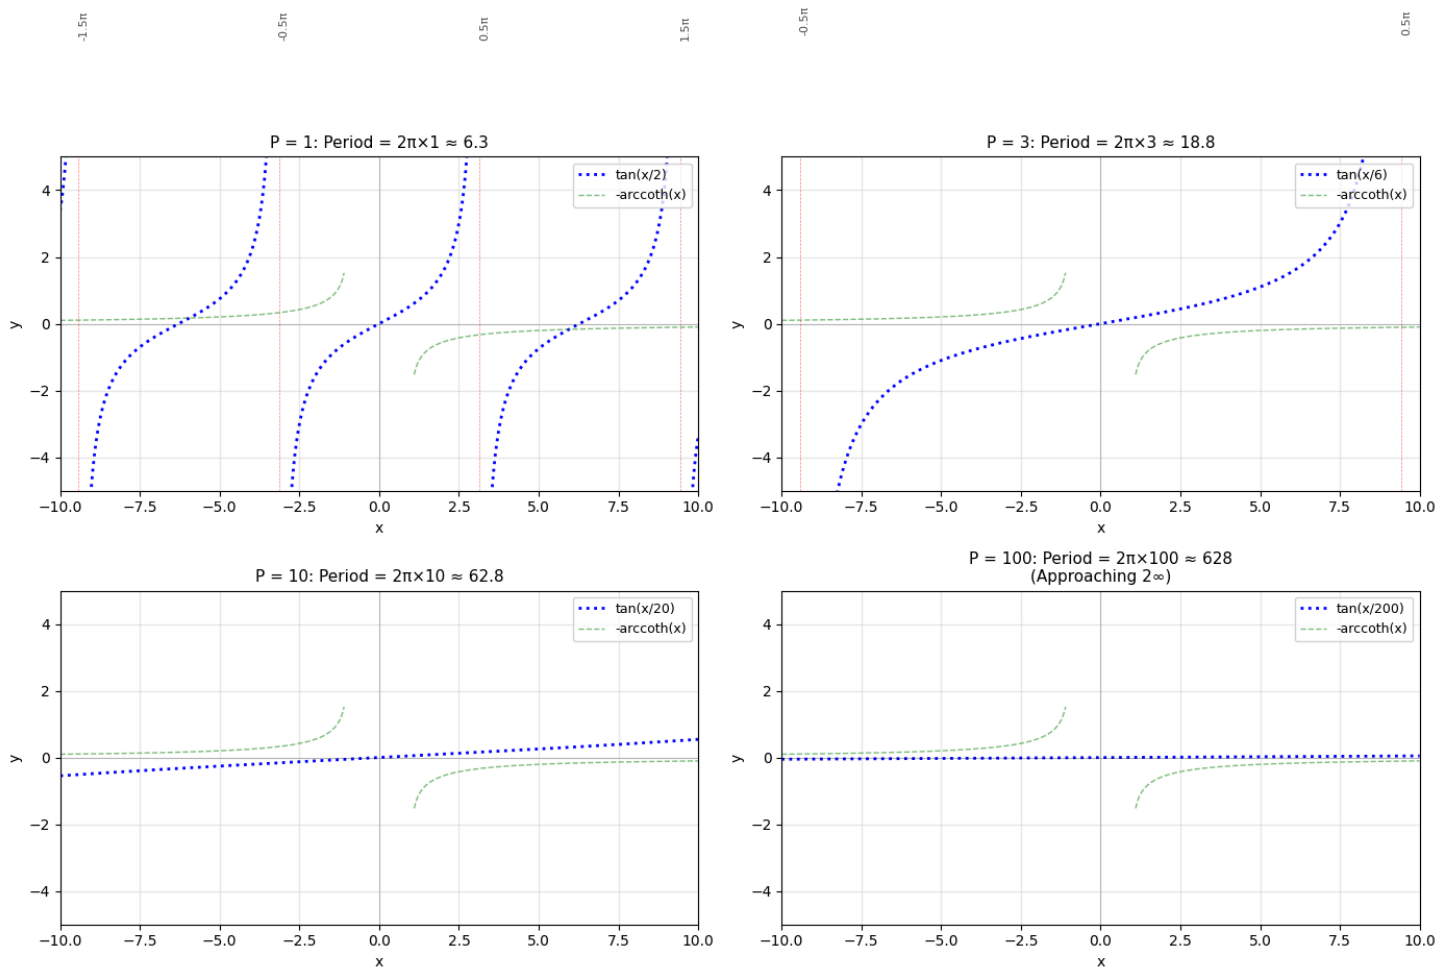 -1.5π
-0.5π
0.5π
1.5π
-0.5π
0.5π
P = 1: Period = 2π×1 ≈ 6.3
tan(x/2)
-arccoth(x)
y
4
2
0
−2
−4
−10.0 −7.5 −5.0 −2.5 0.0 2.5 5.0 7.5 10.0
x
P = 3: Period = 2π×3 ≈ 18.8
tan(x/6)
-arccoth(x)
y
4
2
0
−2
−4
−10.0 −7.5 −5.0 −2.5 0.0 2.5 5.0 7.5 10.0
x
P = 10: Period = 2π×10 ≈ 62.8
tan(x/20)
-arccoth(x)
y
4
2
0
−2
−4
−10.0 −7.5 −5.0 −2.5 0.0 2.5 5.0 7.5 10.0
x
P = 100: Period = 2π×100 ≈ 628
(Approaching 2∞)
tan(x/200)
-arccoth(x)
y
4
2
0
−2
−4
−10.0 −7.5 −5.0 −2.5 0.0 2.5 5.0 7.5 10.0
x